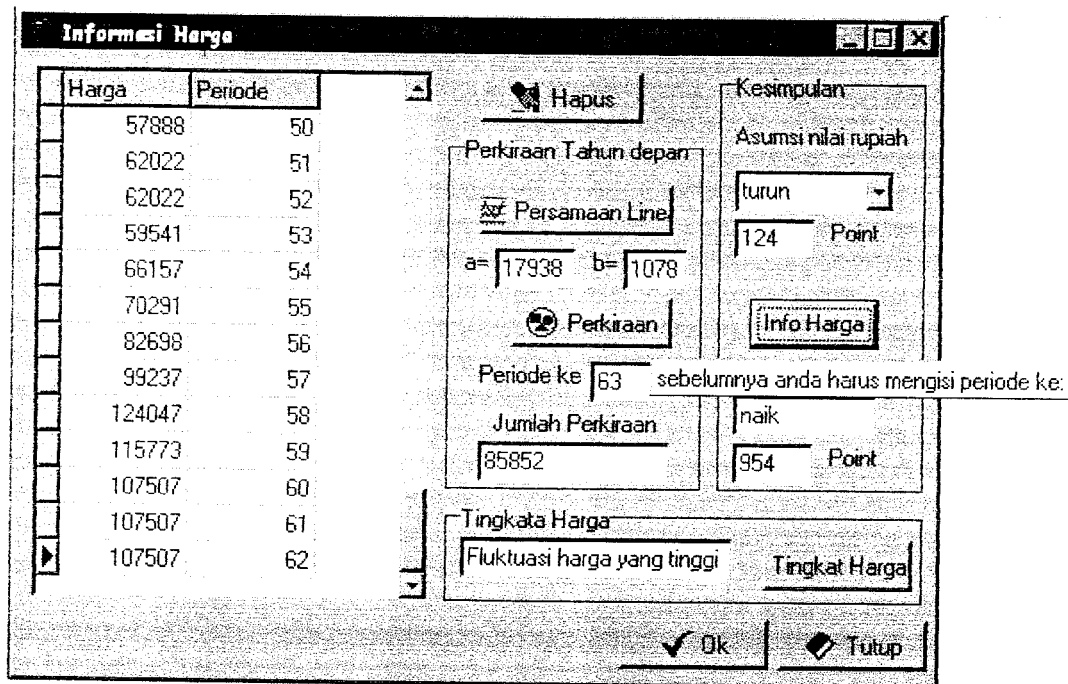 Informasi Harga
Harga Periode
57888 50
62022 51
62022 52
59541 53
66157 54
70291 55
82698 56
99237 57
124047 58
115773 59
107507 60
107507 61
107507 62
Hapus
Perkiraan Tahun depan
Persamaan Line
a= 17938 b= 1078
Perkiraan
Periode ke 63
Jumlah Perkiraan
85852
Kesimpulan
Asumsi nilai rupiah
turun
124 Point
Info Harga
sebelumnya anda harus mengisi periode ke:
naik
954 Point
Tingkata Harga
Fluktuasi harga yang tinggi
Tingkat Harga
Ok
Tutup